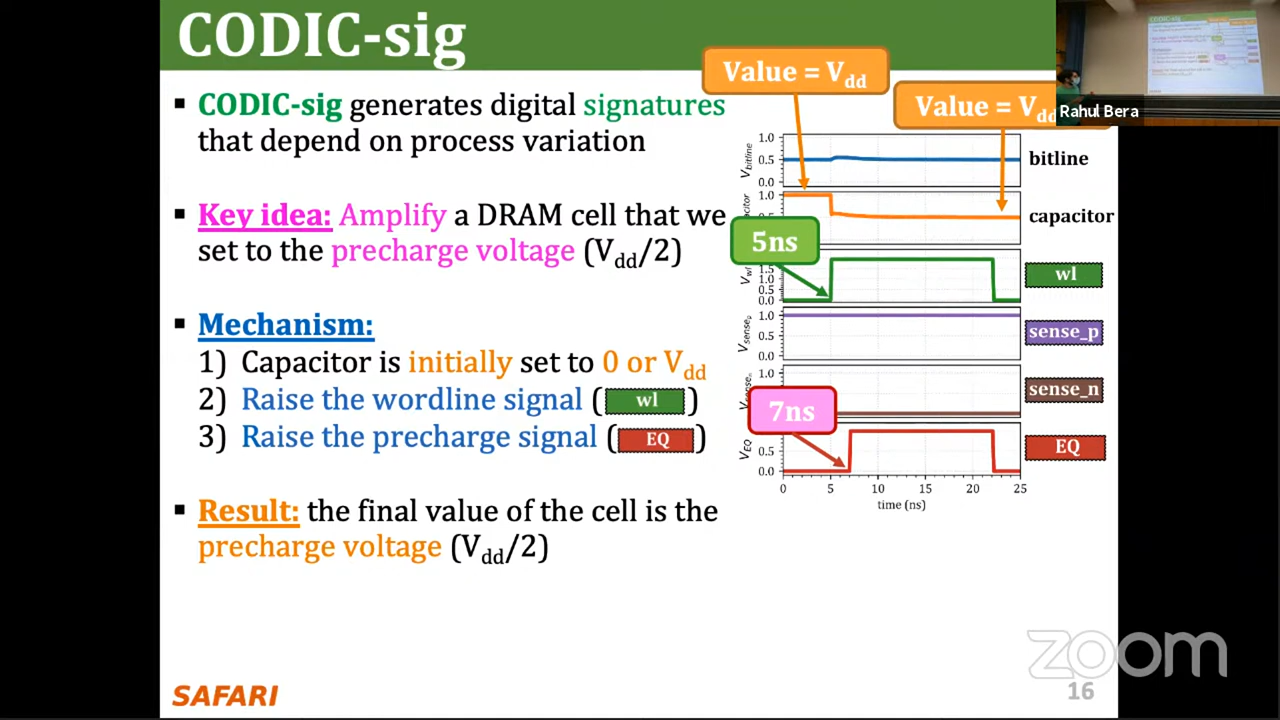 CODIC-sig
▪ CODIC-sig generates digital signatures
that depend on process variation
▪ Key idea: Amplify a DRAM cell that we
set to the precharge voltage (Vdd/2)
▪ Mechanism:
1) Capacitor is initially set to 0 or Vdd
2) Raise the wordline signal (wl)
3) Raise the precharge signal (EQ)
▪ Result: the final value of the cell is the
precharge voltage (Vdd/2)
Value = Vdd
Value = Vdd
Rahul Bera
Vbitline
1.0
0.5
0.0
bitline
1.0
capacitor
5ns
1.5
1.0
0.5
0.0
wl
Vsensep
1.0
0.5
0.0
sense_p
1.0
sense_n
7ns
VEQ
0.5
0.0
EQ
0 5 10 15 20 25
time (ns)
zoom
SAFARI
16